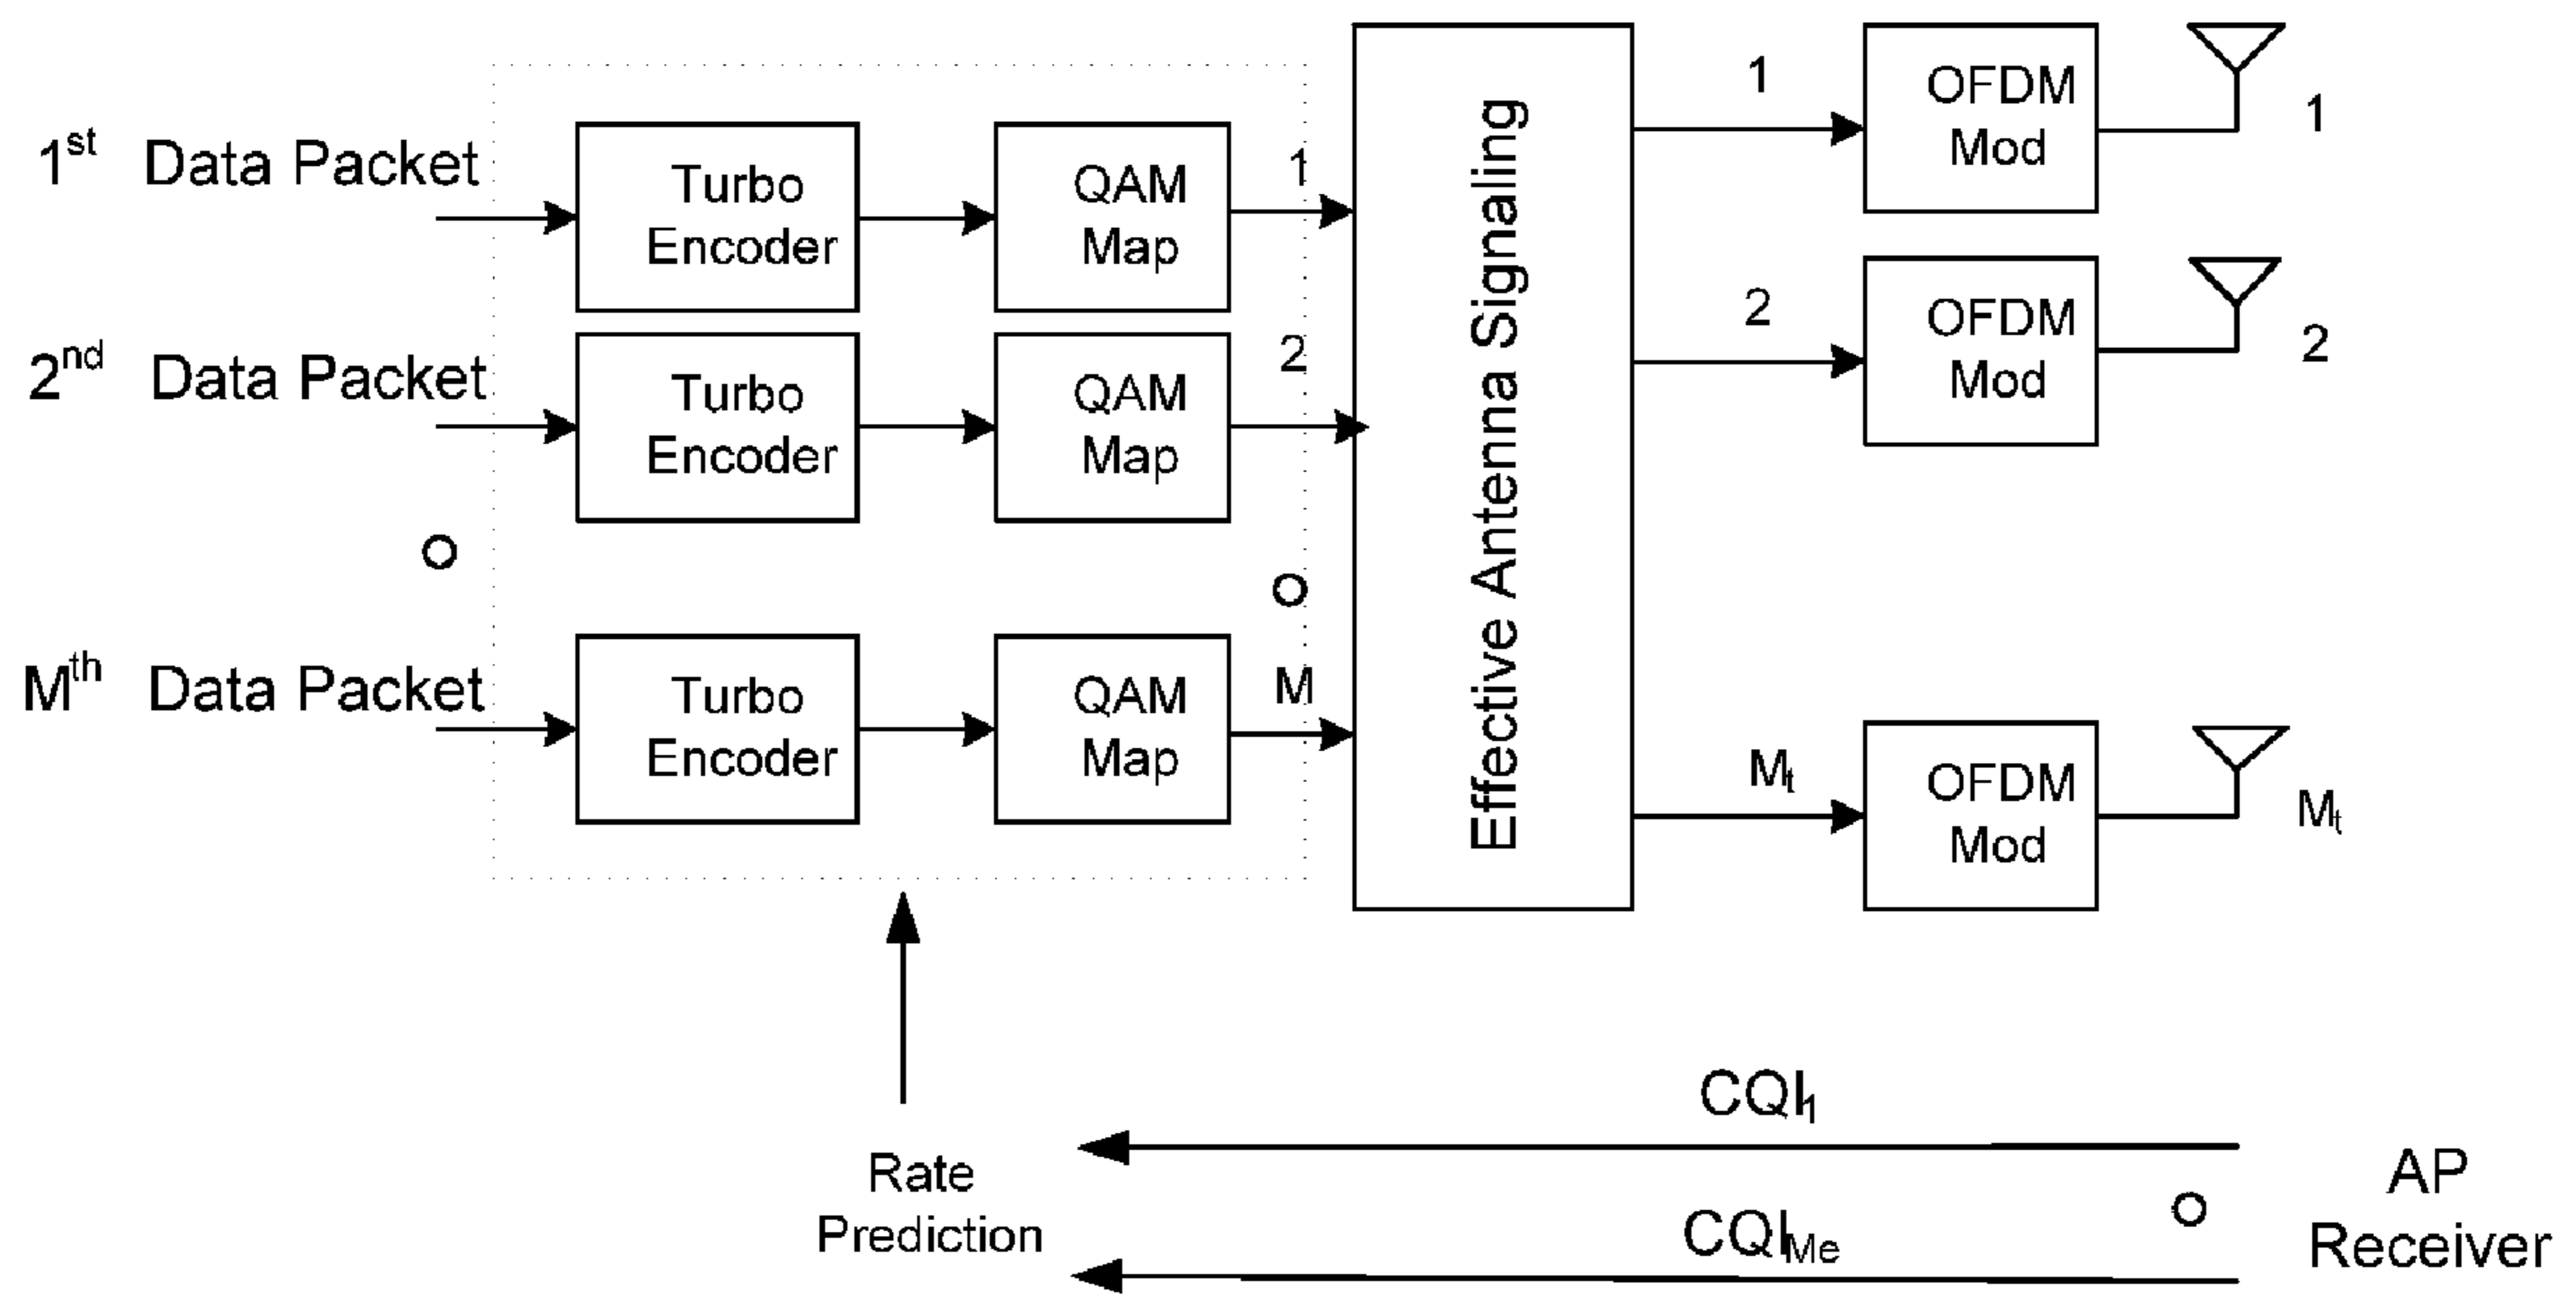 1st Data Packet
Turbo
Encoder
QAM
Map
1
2nd Data Packet
Turbo
Encoder
QAM
Map
2
Mth Data Packet
Turbo
Encoder
QAM
Map
M
Effective Antenna Signaling
1
OFDM
Mod
1
2
OFDM
Mod
2
Mt
OFDM
Mod
Mt
Rate
Prediction
CQI1
CQIMe
AP
Receiver